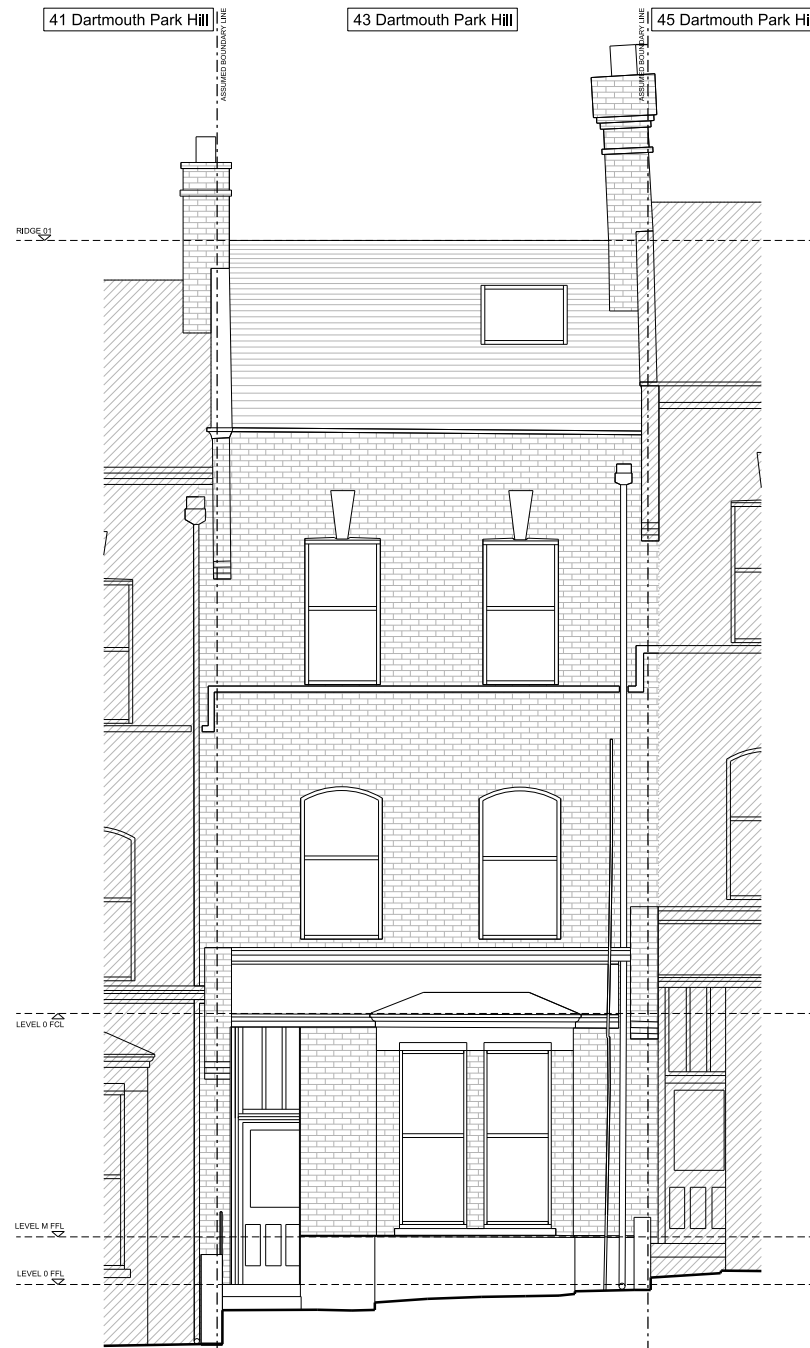 41 Dartmouth Park Hill
43 Dartmouth Park Hill
45 Dartmouth Park Hi
ASSUMED BOUNDARY LINE
ASSUMED BOUNDARY LINE
RIDGE 01
LEVEL 0 FCL
LEVEL M FFL
LEVEL 0 FFL